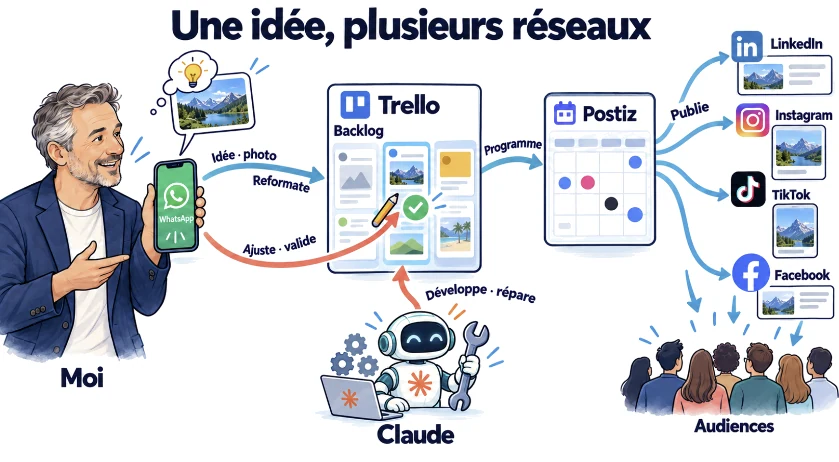 Une idée, plusieurs réseaux
LinkedIn
in
Trello
Backlog
Postiz
Publie
Instagram
Programme
Idée · photo
Reformate
WhatsApp
TikTok
Ajuste · valide
Facebook
Développe · répare
Moi
Claude
Audiences